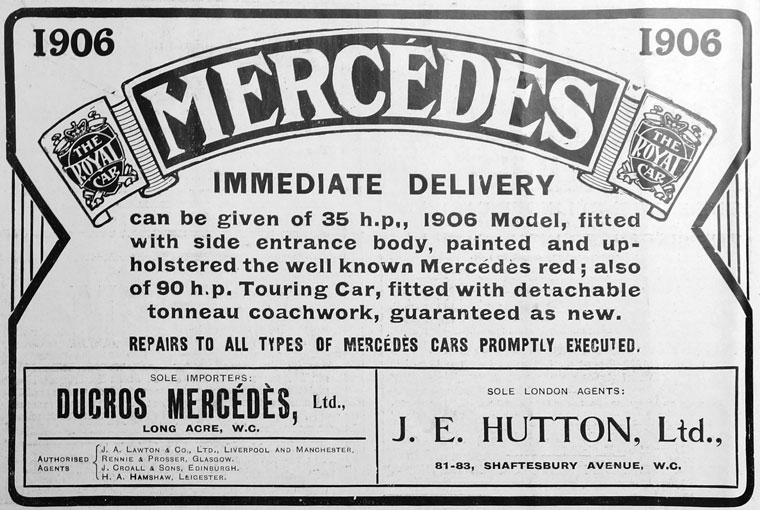 1906
1906
MERCÉDÈS
THE ROYAL CAR
THE ROYAL CAR
IMMEDIATE DELIVERY
can be given of 35 h.p., 1906 Model, fitted
with side entrance body, painted and up-
holstered the well known Mercédès red; also
of 90 h.p. Touring Car, fitted with detachable
tonneau coachwork, guaranteed as new.
REPAIRS TO ALL TYPES OF MERCÉDÈS CARS PROMPTLY EXECUTED.
SOLE IMPORTERS:
DUCROS MERCÉDÈS, Ltd.,
LONG ACRE, W.C.
AUTHORISED AGENTS
J. A. LAWTON & CO., LTD., LIVERPOOL AND MANCHESTER.
RENNIE & PROSSER, GLASGOW.
J. CROALL & SONS, EDINBURGH.
H. A. HAMSHAW, LEICESTER.
SOLE LONDON AGENTS:
J. E. HUTTON, Ltd.,
81-83, SHAFTESBURY AVENUE, W.C.